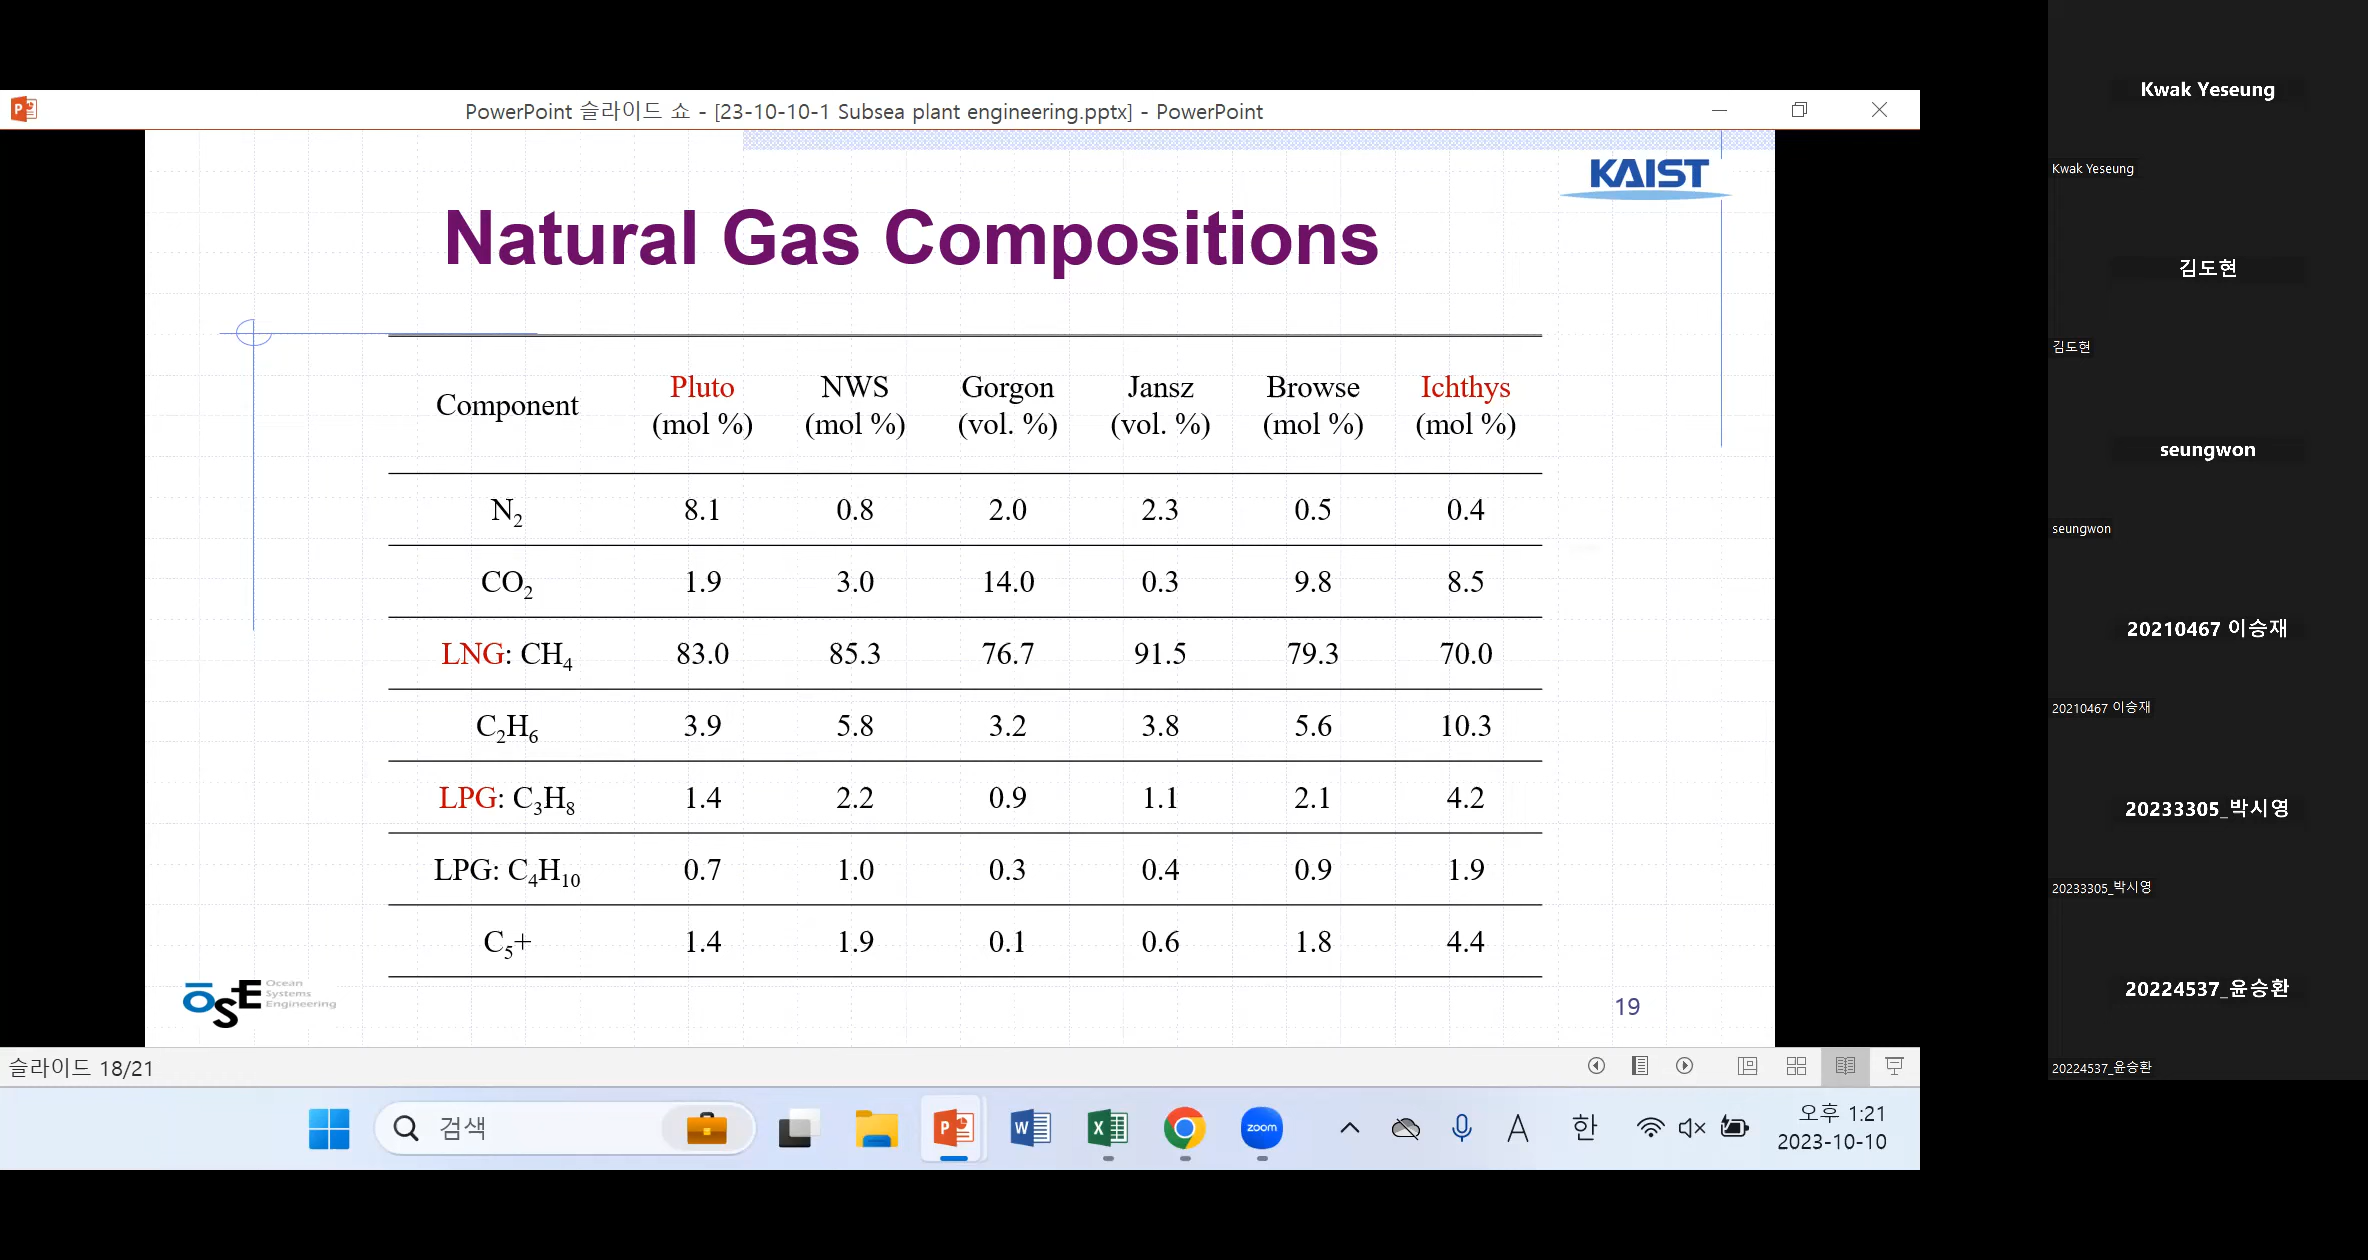 PowerPoint 슬라이드 쇼 - [23-10-10-1 Subsea plant engineering.pptx] - PowerPoint
KAIST
Natural Gas Compositions
Component Pluto (mol %) NWS (mol %) Gorgon (vol. %) Jansz (vol. %) Browse (mol %) Ichthys (mol %)
N2 8.1 0.8 2.0 2.3 0.5 0.4
CO2 1.9 3.0 14.0 0.3 9.8 8.5
LNG: CH4 83.0 85.3 76.7 91.5 79.3 70.0
C2H6 3.9 5.8 3.2 3.8 5.6 10.3
LPG: C3H8 1.4 2.2 0.9 1.1 2.1 4.2
LPG: C4H10 0.7 1.0 0.3 0.4 0.9 1.9
C5+ 1.4 1.9 0.1 0.6 1.8 4.4
OSE Ocean
Systems
Engineering
19
슬라이드 18/21
검색
zoom
A 한
오후 1:21
2023-10-10
Kwak Yeseung
Kwak Yeseung
김도현
김도현
seungwon
seungwon
20210467 이승재
20210467 이승재
20233305_박시영
20233305_박시영
20224537_윤승환
20224537_윤승환